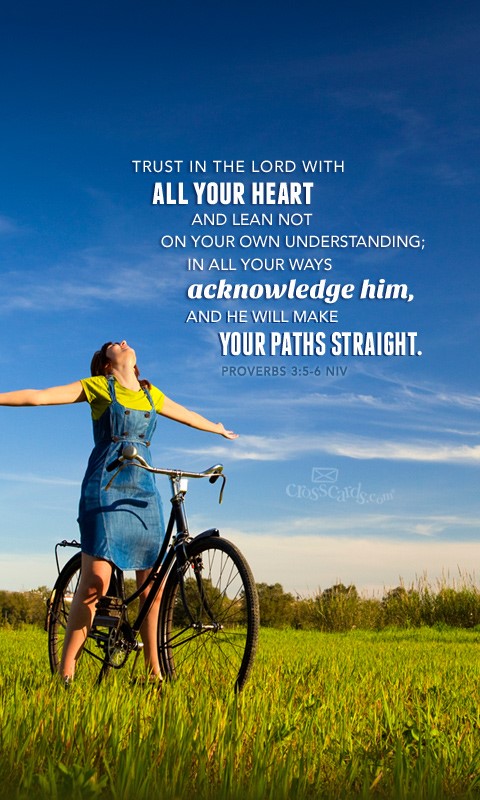 TRUST IN THE LORD WITH
ALL YOUR HEART
AND LEAN NOT
ON YOUR OWN UNDERSTANDING;
IN ALL YOUR WAYS
acknowledge him,
AND HE WILL MAKE
YOUR PATHS STRAIGHT.
PROVERBS 3:5-6 NIV
crosscards.com